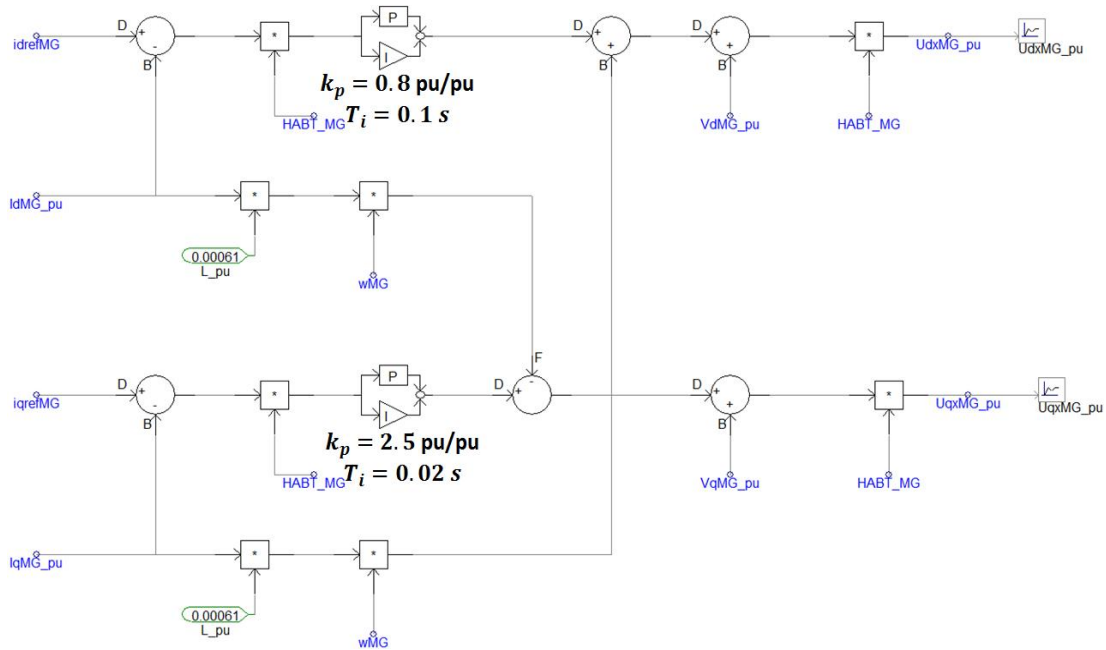 D
+
-
B
idrefMG
*
HABT_MG
P
I
k_p = 0.8 pu/pu
T_i = 0.1 s
D
+
+
B
D
+
+
B
VdMG_pu
*
HABT_MG
UdxMG_pu
UdxMG_pu
IdMG_pu
*
0.00061
L_pu
*
wMG
D
+
-
B
iqrefMG
*
HABT_MG
P
I
k_p = 2.5 pu/pu
T_i = 0.02 s
F
-
D
+
D
+
+
B
VqMG_pu
*
HABT_MG
UqxMG_pu
UqxMG_pu
IqMG_pu
*
0.00061
L_pu
*
wMG